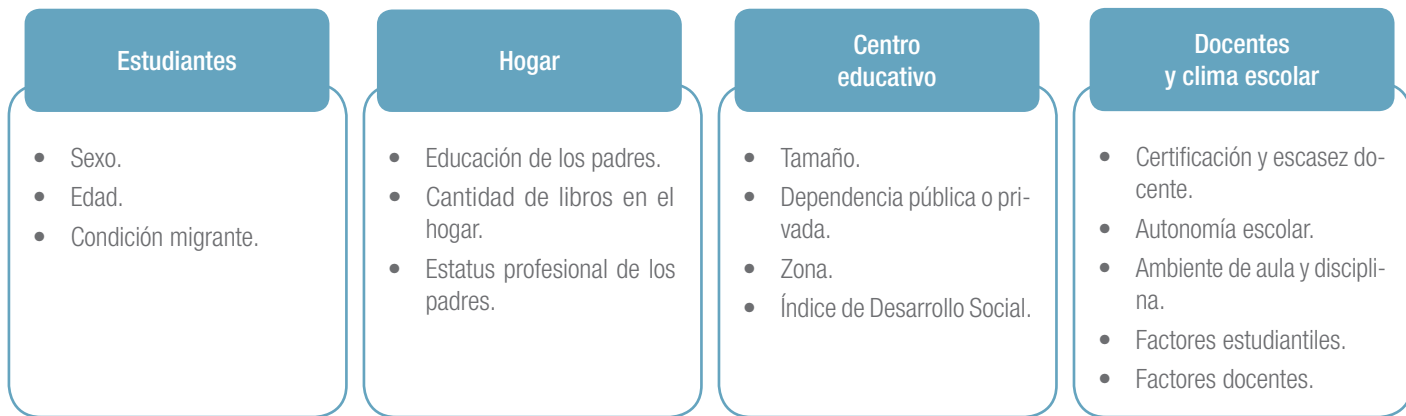 Estudiantes
• Sexo.
• Edad.
• Condición migrante.
Hogar
• Educación de los padres.
• Cantidad de libros en el
hogar.
• Estatus profesional de los
padres.
Centro
educativo
• Tamaño.
• Dependencia pública o pri-
vada.
• Zona.
• Índice de Desarrollo Social.
Docentes
y clima escolar
• Certificación y escasez do-
cente.
• Autonomía escolar.
• Ambiente de aula y discipli-
na.
• Factores estudiantiles.
• Factores docentes.